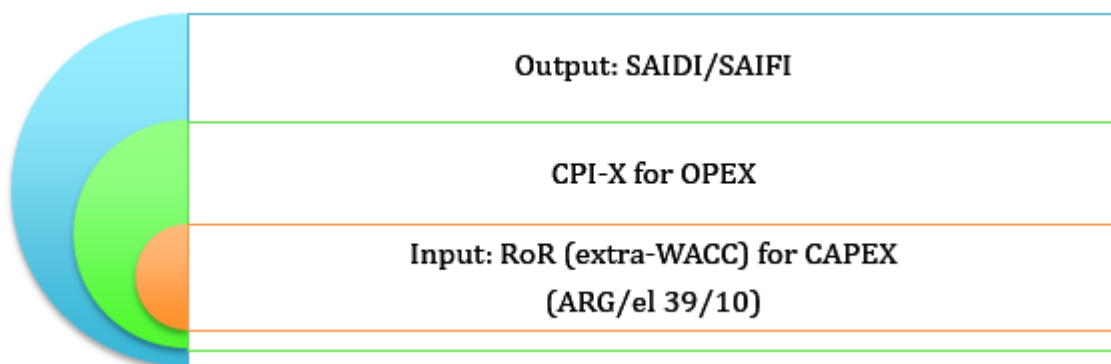 Output: SAIDI/SAIFI
CPI-X for OPEX
Input: RoR (extra-WACC) for CAPEX
(ARG/el 39/10)